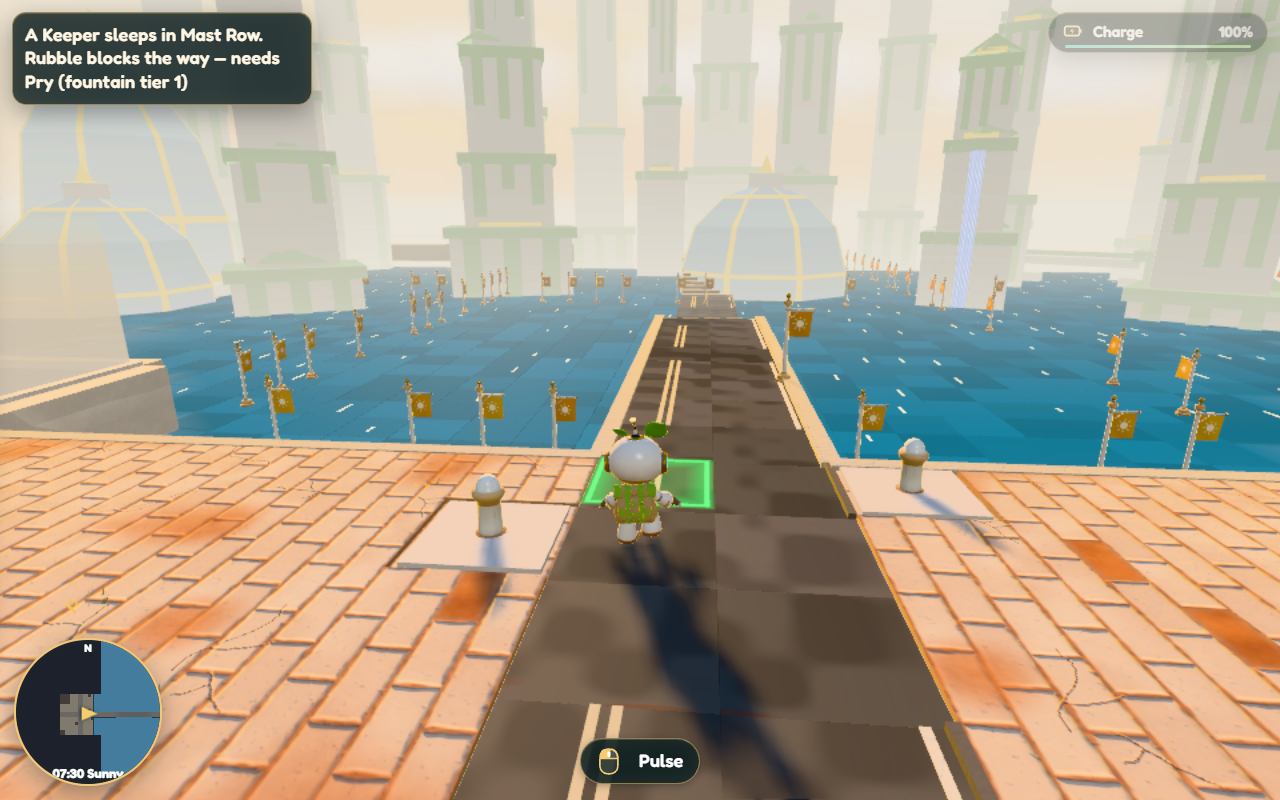 A Keeper sleeps in Mast Row.
Rubble blocks the way — needs
Pry (fountain tier 1)
Charge 100%
N
07:30 Sunny
Pulse